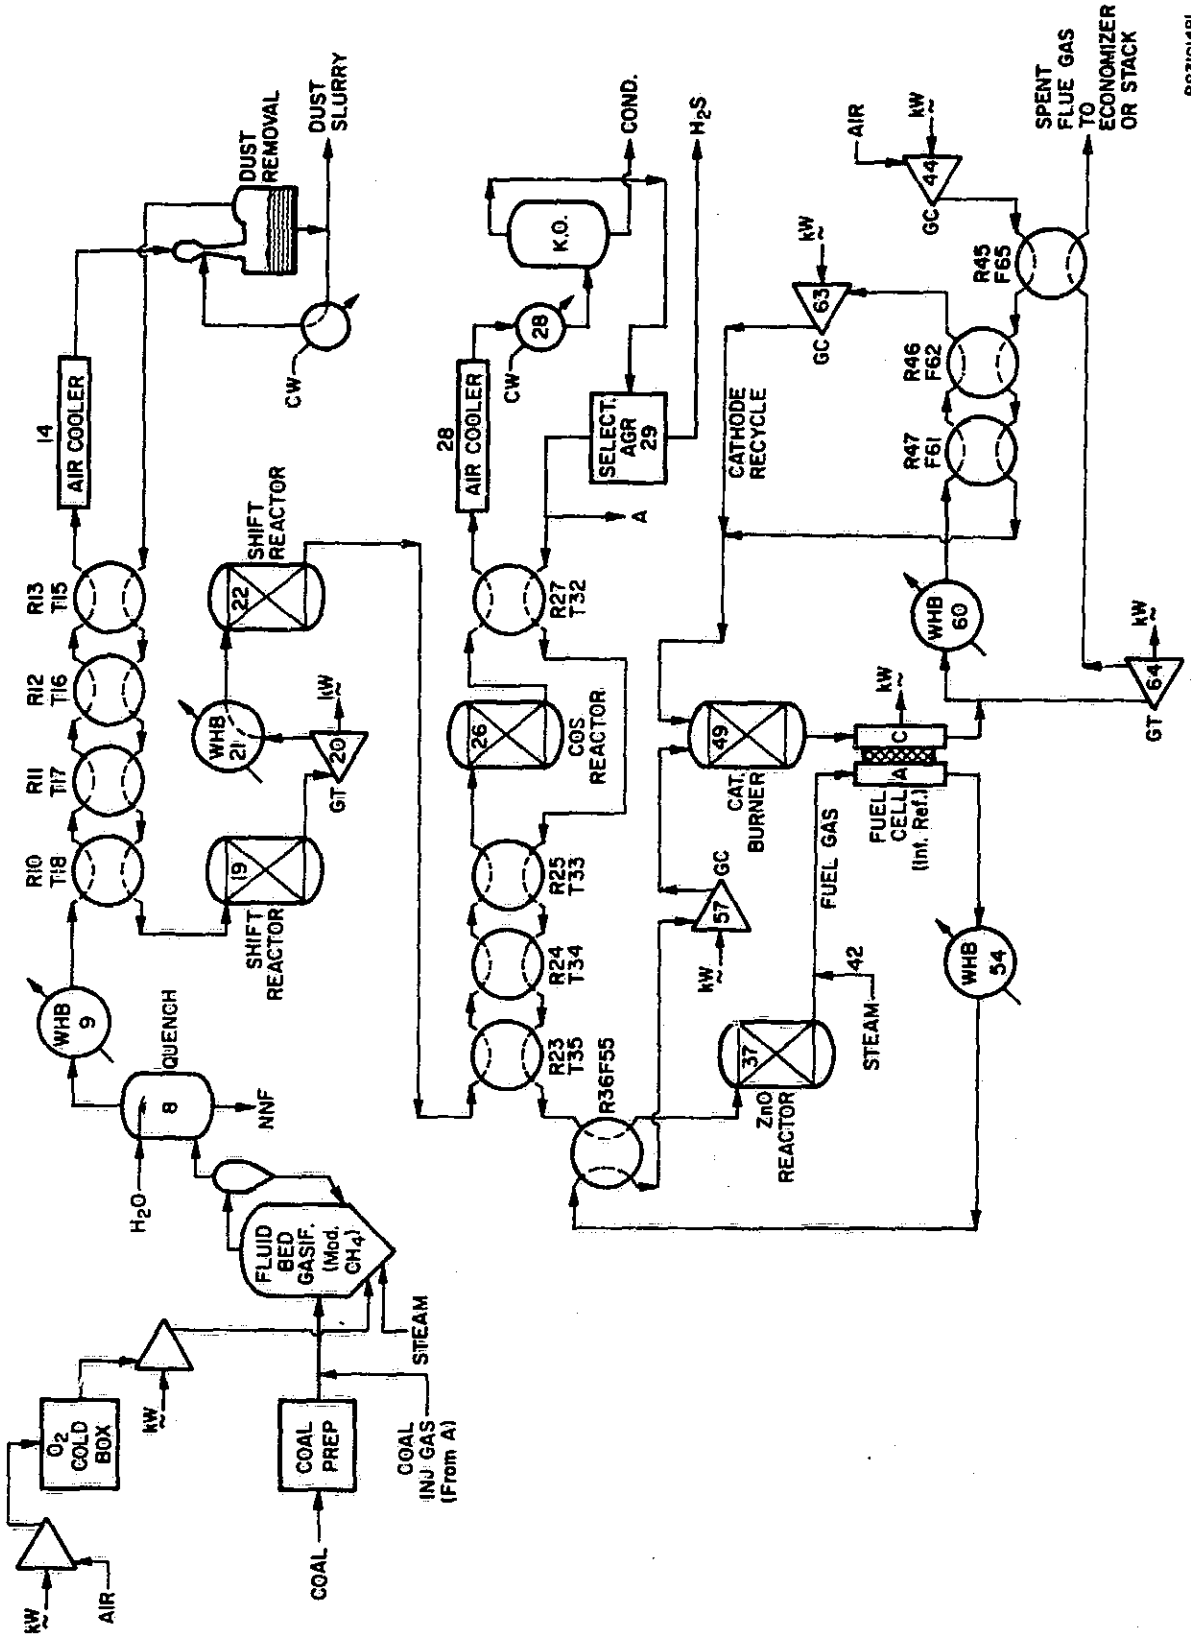 kW
~
AIR
O2
COLD
BOX
kW
~
COAL
COAL
PREP
COAL
INJ GAS
(From A)
STEAM
FLUID
BED
GASIF.
(Mod.
CH4)
H2O
QUENCH
8
NNF
WHB
9
R10
T18
R11
T17
R12
T16
R13
T15
14
AIR COOLER
DUST
REMOVAL
DUST
SLURRY
CW
SHIFT
REACTOR
19
GT
20
kW
~
WHB
21
SHIFT
REACTOR
22
R23
T35
R24
T34
R25
T33
26
COS
REACTOR
R27
T32
28
AIR COOLER
CW
28
K.O.
COND.
SELECT.
AGR
29
H2S
A
R36F55
ZnO
REACTOR
37
STEAM
42
FUEL GAS
kW
~
57
GC
CAT.
BURNER
49
CATHODE
RECYCLE
FUEL
CELL
(Int. Ref.)
A
C
kW
~
WHB
54
WHB
60
R47
F61
R46
F62
GC
63
kW
~
R45
F65
GC
44
kW
~
AIR
GT
64
kW
~
SPENT
FLUE GAS
TO
ECONOMIZER
OR STACK